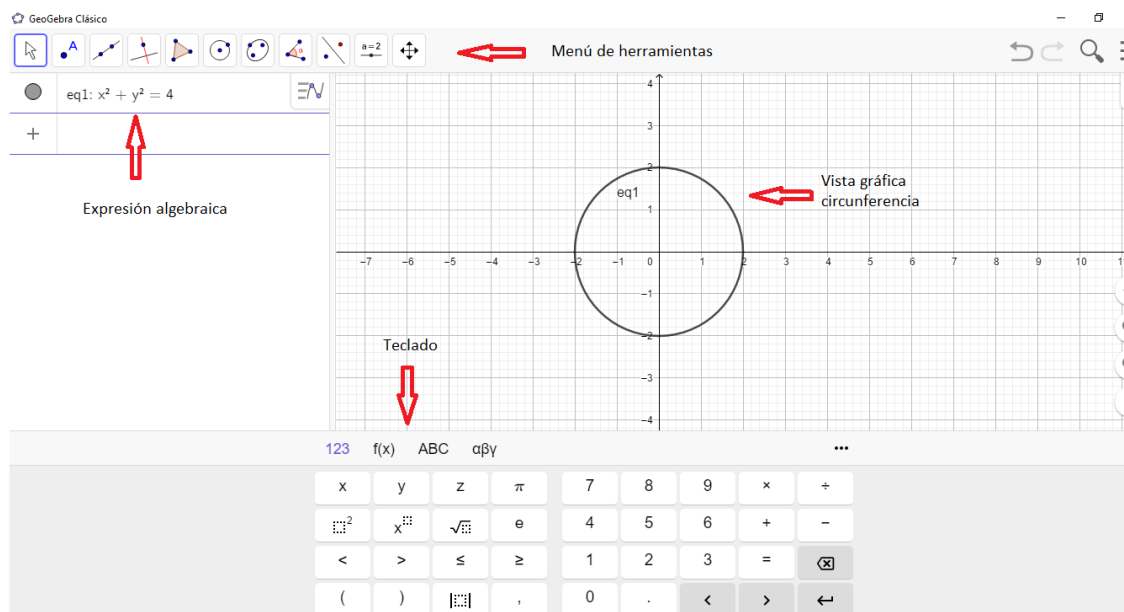 GeoGebra Clásico
A
α
a=2
Menú de herramientas
eq1: x² + y² = 4
Expresión algebraica
Vista gráfica
circunferencia
eq1
4
3
2
1
−7 −6 −5 −4 −3 −2 −1 0 1 2 3 4 5 6 7 8 9 10 11
−1
−2
−3
−4
Teclado
123 f(x) ABC αβγ
x y z π 7 8 9 × ÷
□² x□ √□ e 4 5 6 + −
< > ≤ ≥ 1 2 3 =
( ) |□| , 0 . < >